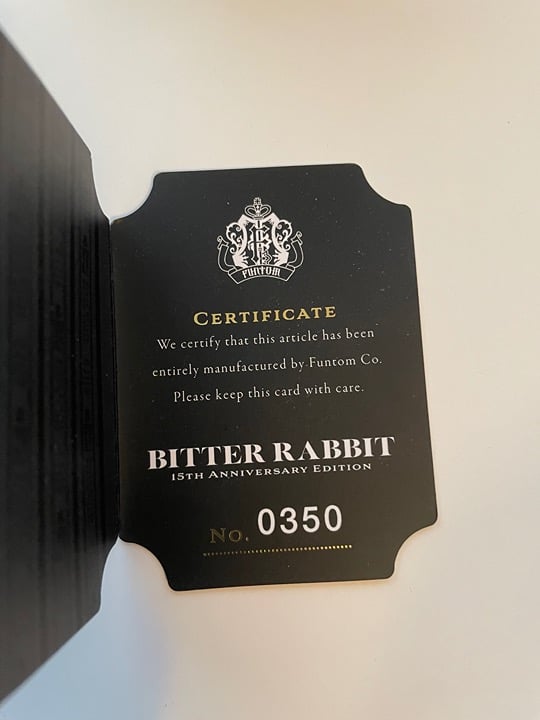 FUNTOM
CERTIFICATE
We certify that this article has been
entirely manufactured by Funtom Co.
Please keep this card with care.
BITTER RABBIT
15TH ANNIVERSARY EDITION
No. 0350